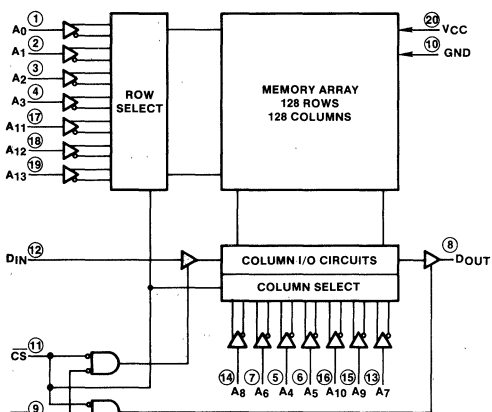 1 A0
2 A1
3 A2
4 A3
17 A11
18 A12
19 A13
ROW SELECT
MEMORY ARRAY
128 ROWS
128 COLUMNS
20 VCC
10 GND
12 DIN
COLUMN I/O CIRCUITS
COLUMN SELECT
8 DOUT
11 CS
14 7 5 6 16 15 13
A8 A6 A4 A5 A10 A9 A7
9